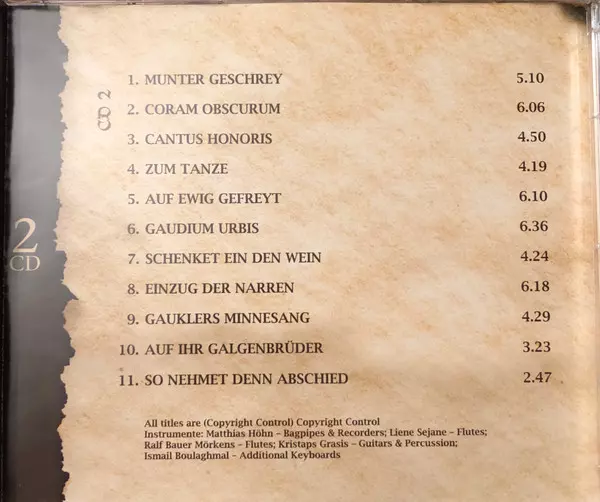 CD 2
1. MUNTER GESCHREY 5.10
2. CORAM OBSCURUM 6.06
3. CANTUS HONORIS 4.50
4. ZUM TANZE 4.19
5. AUF EWIG GEFREYT 6.10
6. GAUDIUM URBIS 6.36
7. SCHENKET EIN DEN WEIN 4.24
8. EINZUG DER NARREN 6.18
9. GAUKLERS MINNESANG 4.29
10. AUF IHR GALGENBRÜDER 3.23
11. SO NEHMET DENN ABSCHIED 2.47
2
CD
All titles are (Copyright Control) Copyright Control
Instrumente: Matthias Höhn – Bagpipes & Recorders; Liene Sejane – Flutes;
Ralf Bauer Mörkens – Flutes; Kristaps Grasis – Guitars & Percussion;
Ismail Boulaghmal – Additional Keyboards